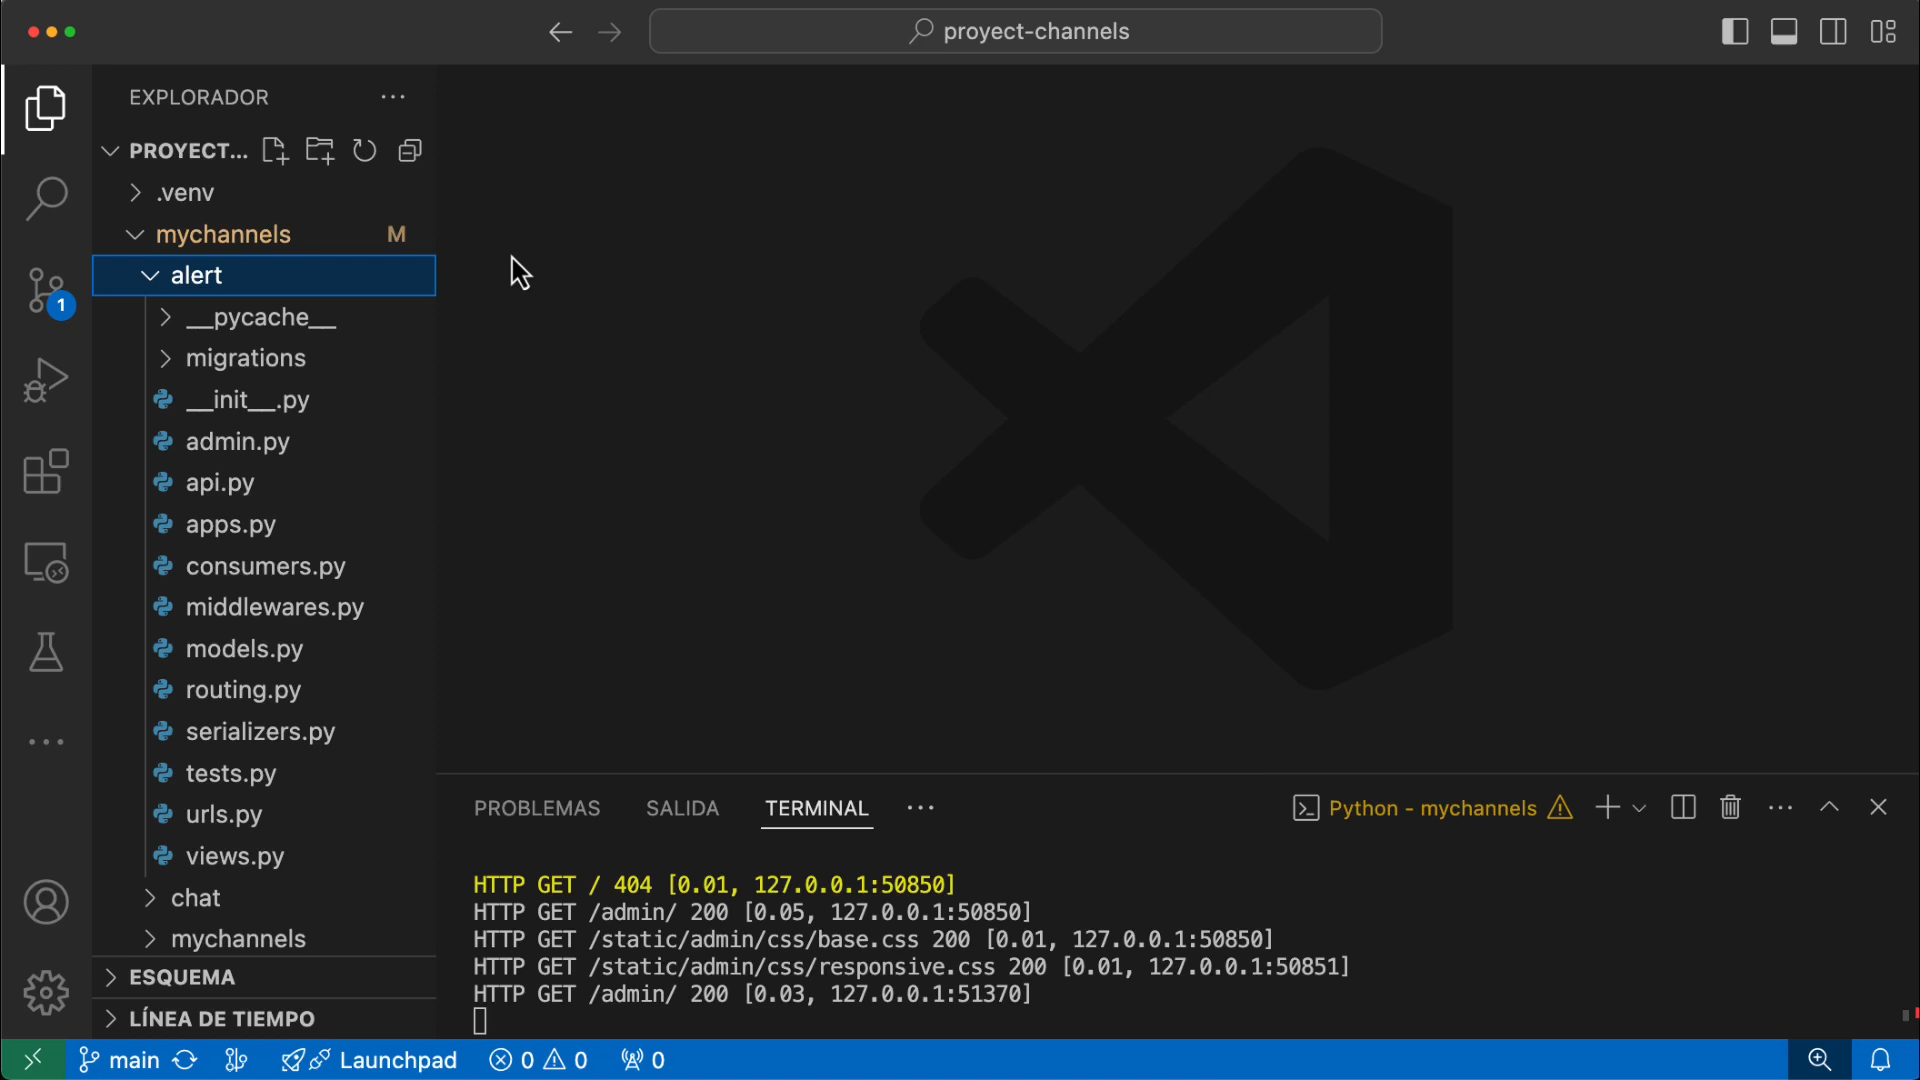 proyect-channels
EXPLORADOR
PROYECT...
.venv
mychannels M
alert
__pycache__
migrations
__init__.py
admin.py
api.py
apps.py
consumers.py
middlewares.py
models.py
routing.py
serializers.py
tests.py
urls.py
views.py
chat
mychannels
ESQUEMA
LÍNEA DE TIEMPO
1
PROBLEMAS SALIDA TERMINAL
Python - mychannels
HTTP GET / 404 [0.01, 127.0.0.1:50850]
HTTP GET /admin/ 200 [0.05, 127.0.0.1:50850]
HTTP GET /static/admin/css/base.css 200 [0.01, 127.0.0.1:50850]
HTTP GET /static/admin/css/responsive.css 200 [0.01, 127.0.0.1:50851]
HTTP GET /admin/ 200 [0.03, 127.0.0.1:51370]
main Launchpad 0 0 0